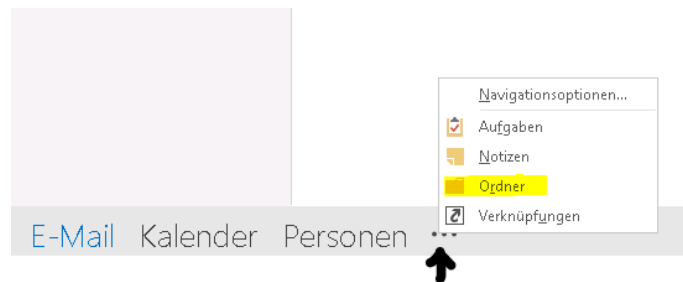 Navigationsoptionen...
Aufgaben
Notizen
Ordner
Verknüpfungen
E-Mail Kalender Personen ...